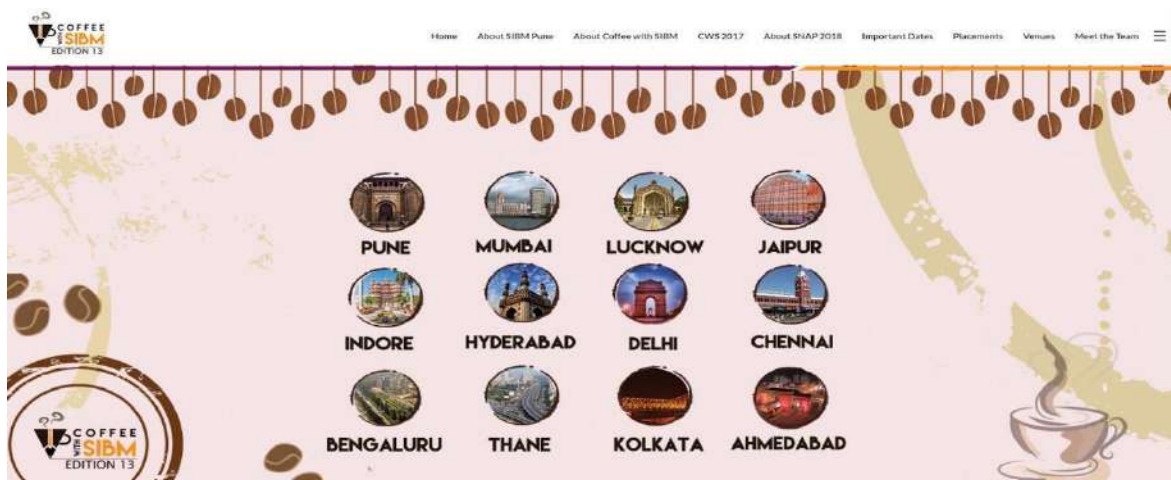 COFFEE
WITH SIBM
EDITION 13
Home About SIBM Pune About Coffee with SIBM CWS 2017 About SNAP 2018 Important Dates Placements Venues Meet the Team
PUNE MUMBAI LUCKNOW JAIPUR
INDORE HYDERABAD DELHI CHENNAI
BENGALURU THANE KOLKATA AHMEDABAD
COFFEE
WITH SIBM
EDITION 13